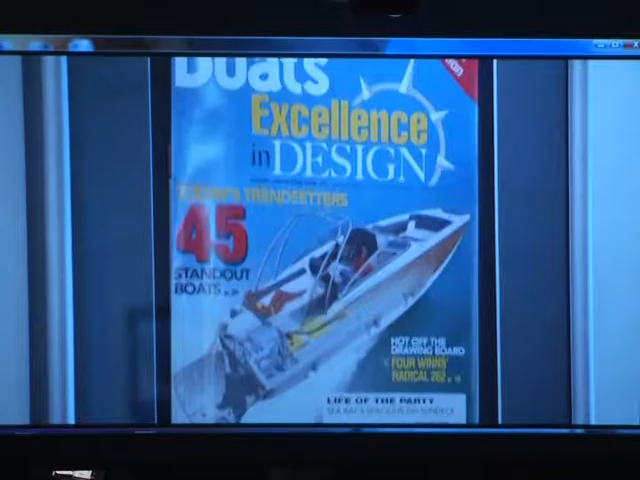 Boats
Excellence
in DESIGN
TODAY'S TRENDSETTERS
45
STANDOUT
BOATS
HOT OFF THE
DRAWING BOARD
FOUR WINNS'
RADICAL 262
LIFE OF THE PARTY